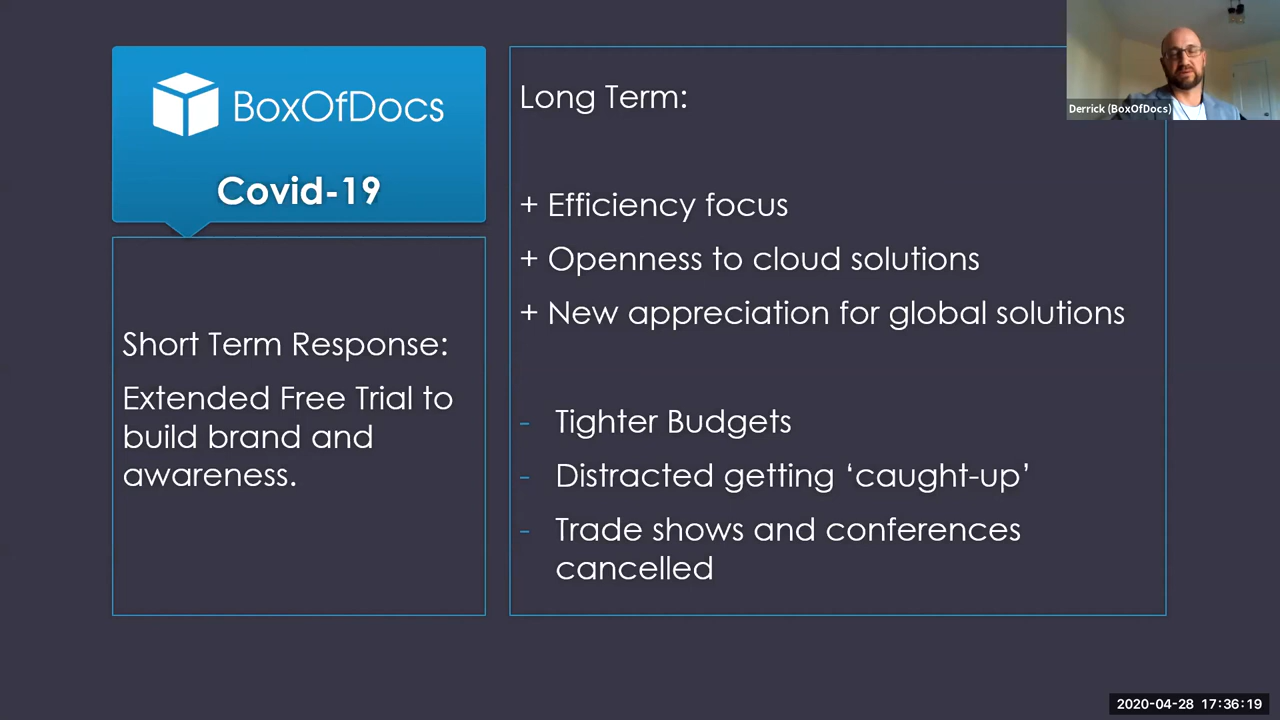 BoxOfDocs
Covid-19
Short Term Response:
Extended Free Trial to
build brand and
awareness.
Long Term:
+ Efficiency focus
+ Openness to cloud solutions
+ New appreciation for global solutions
- Tighter Budgets
- Distracted getting ‘caught-up’
- Trade shows and conferences
cancelled
Derrick (BoxOfDocs)
2020-04-28 17:36:19